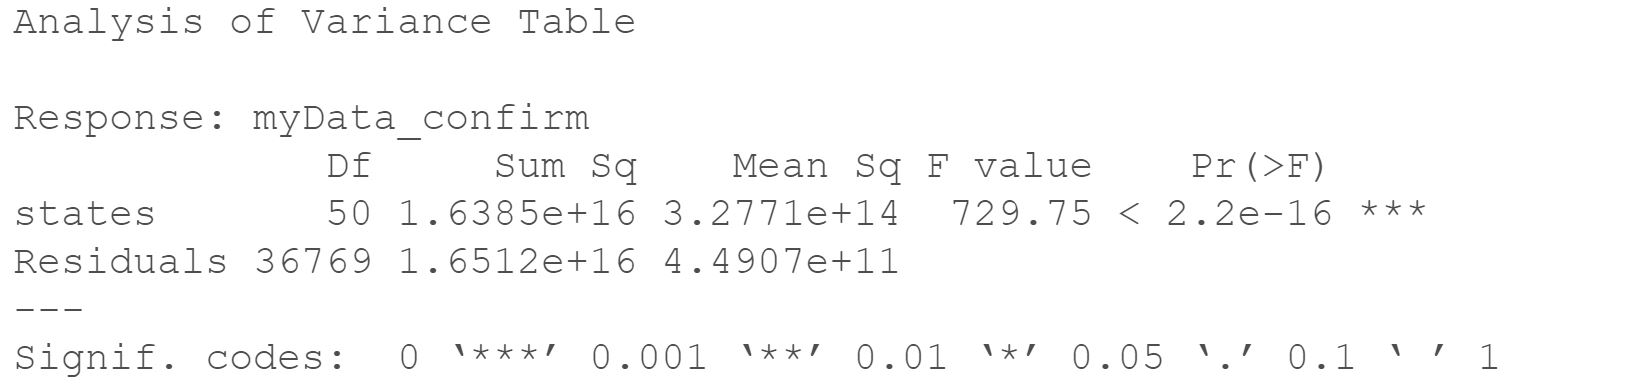 Analysis of Variance Table
Response: myData_confirm
Df Sum Sq Mean Sq F value Pr(>F)
states 50 1.6385e+16 3.2771e+14 729.75 < 2.2e-16 ***
Residuals 36769 1.6512e+16 4.4907e+11
---
Signif. codes: 0 ‘***’ 0.001 ‘**’ 0.01 ‘*’ 0.05 ‘.’ 0.1 ‘ ’ 1